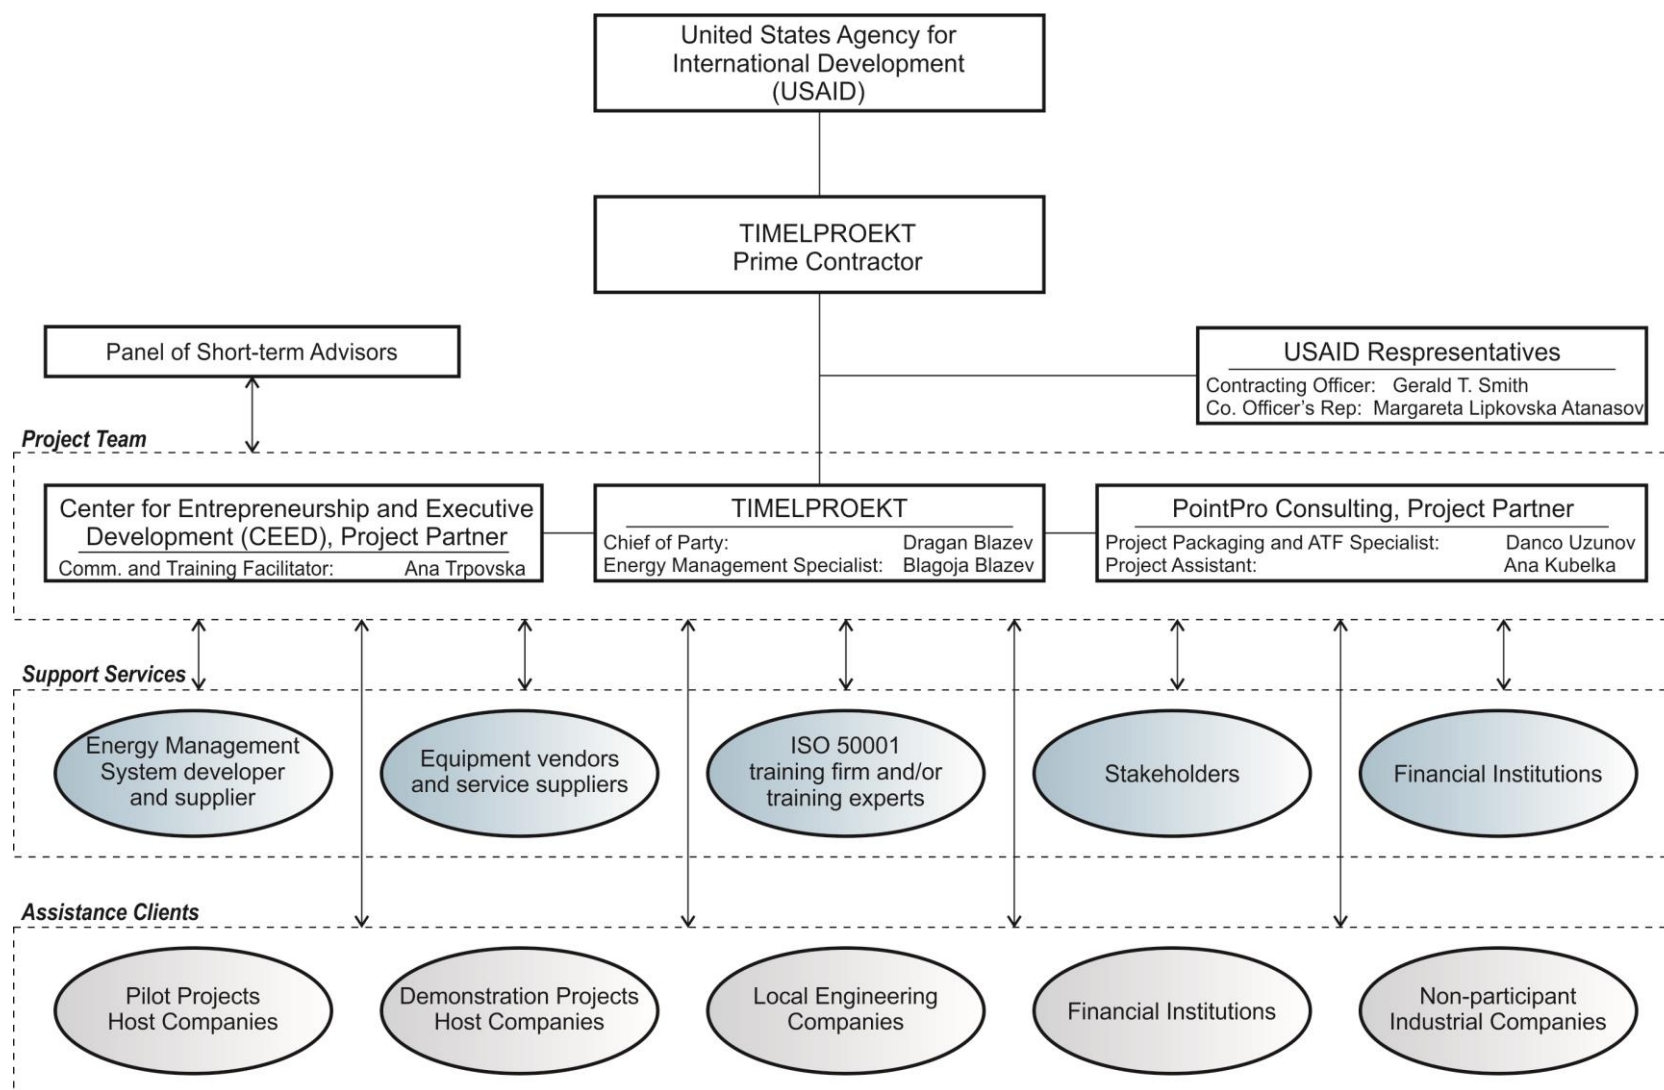 United States Agency for
International Development
(USAID)
TIMELPROEKT
Prime Contractor
Panel of Short-term Advisors
USAID Respresentatives
Contracting Officer: Gerald T. Smith
Co. Officer's Rep: Margareta Lipkovska Atanasov
Project Team
Center for Entrepreneurship and Executive
Development (CEED), Project Partner
Comm. and Training Facilitator: Ana Trpovska
TIMELPROEKT
Chief of Party: Dragan Blazev
Energy Management Specialist: Blagoja Blazev
PointPro Consulting, Project Partner
Project Packaging and ATF Specialist: Danco Uzunov
Project Assistant: Ana Kubelka
Support Services
Energy Management
System developer
and supplier
Equipment vendors
and service suppliers
ISO 50001
training firm and/or
training experts
Stakeholders
Financial Institutions
Assistance Clients
Pilot Projects
Host Companies
Demonstration Projects
Host Companies
Local Engineering
Companies
Financial Institutions
Non-participant
Industrial Companies